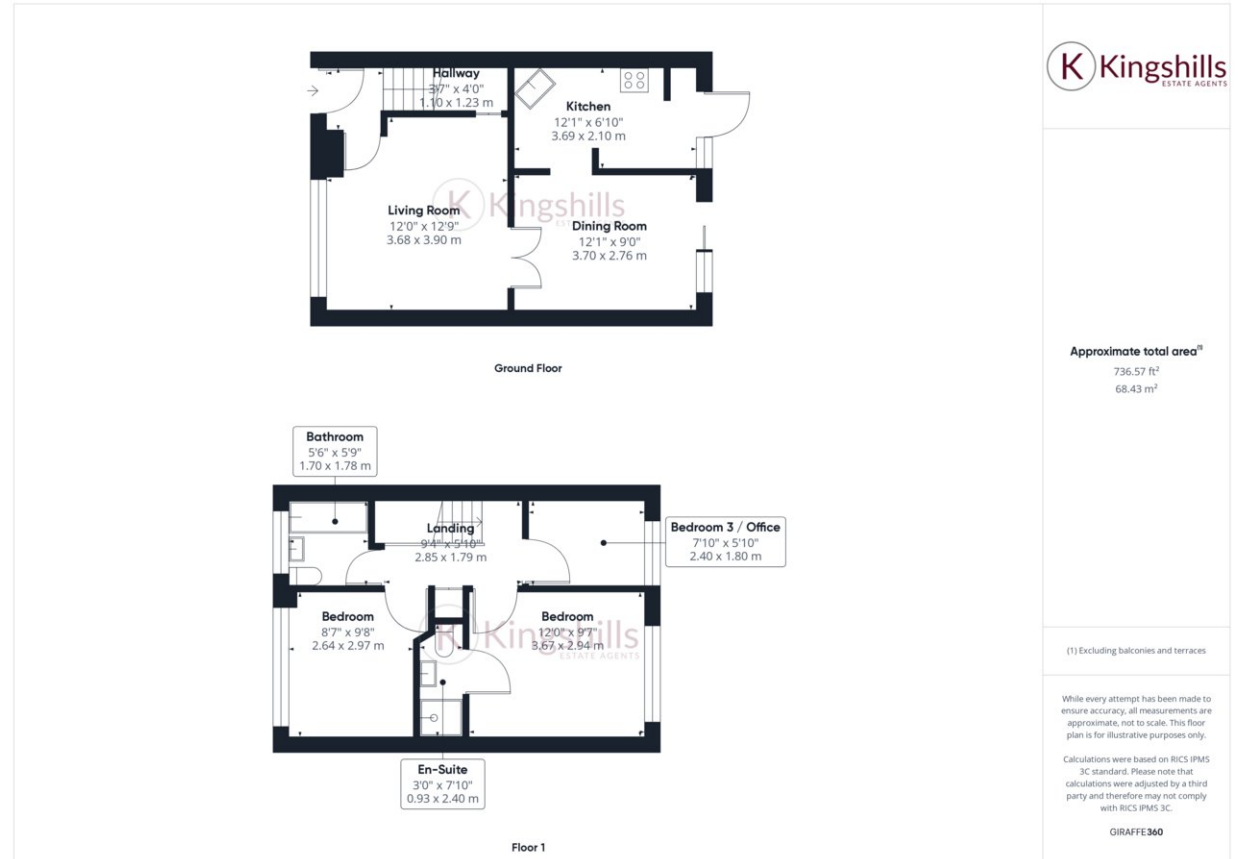 Hallway
3'7" x 4'0"
1.10 x 1.23 m
Kitchen
12'1" x 6'10"
3.69 x 2.10 m
K Kingshills
ESTATE AGENTS
Living Room
12'0" x 12'9"
3.68 x 3.90 m
K Kingshills
Dining Room
12'1" x 9'0"
3.70 x 2.76 m
Ground Floor
Approximate total area(1)
736.57 ft²
68.43 m²
Bathroom
5'6" x 5'9"
1.70 x 1.78 m
Landing
9'4" x 5'10"
2.85 x 1.79 m
Bedroom 3 / Office
7'10" x 5'10"
2.40 x 1.80 m
Bedroom
8'7" x 9'8"
2.64 x 2.97 m
Bedroom
12'0" x 9'7"
3.67 x 2.94 m
K Kingshills
ESTATE AGENTS
En-Suite
3'0" x 7'10"
0.93 x 2.40 m
Floor 1
(1) Excluding balconies and terraces
While every attempt has been made to
ensure accuracy, all measurements are
approximate, not to scale. This floor
plan is for illustrative purposes only.
Calculations were based on RICS IPMS
3C standard. Please note that
calculations were adjusted by a third
party and therefore may not comply
with RICS IPMS 3C.
GIRAFFE360